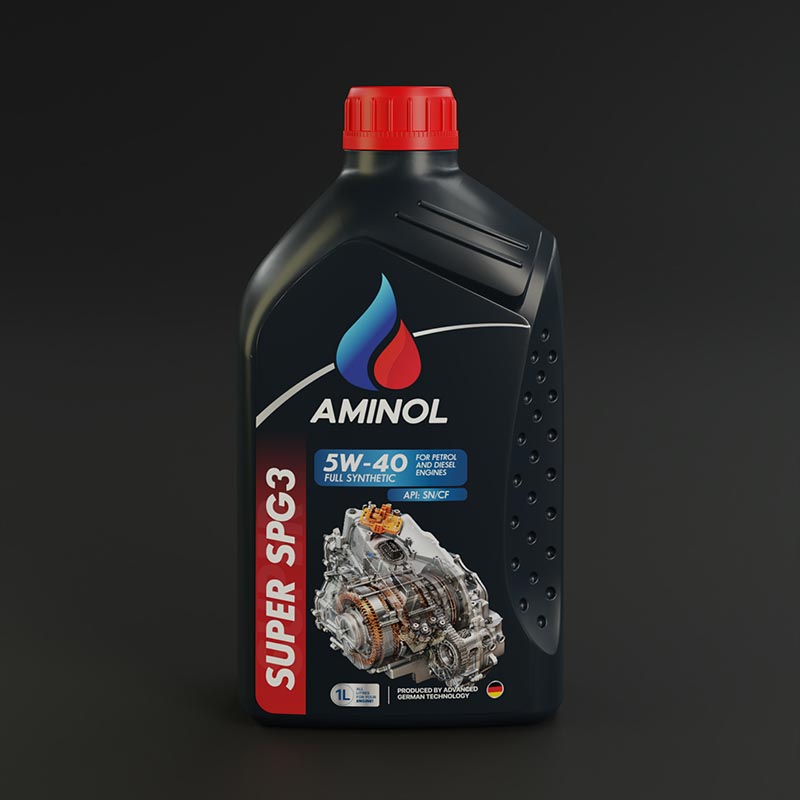 AMINOL
5W-40
FULL SYNTHETIC
FOR PETROL
AND DIESEL
ENGINES
API: SN/CF
SUPER SPG3
1L
PRODUCED BY ADVANCED
GERMAN TECHNOLOGY